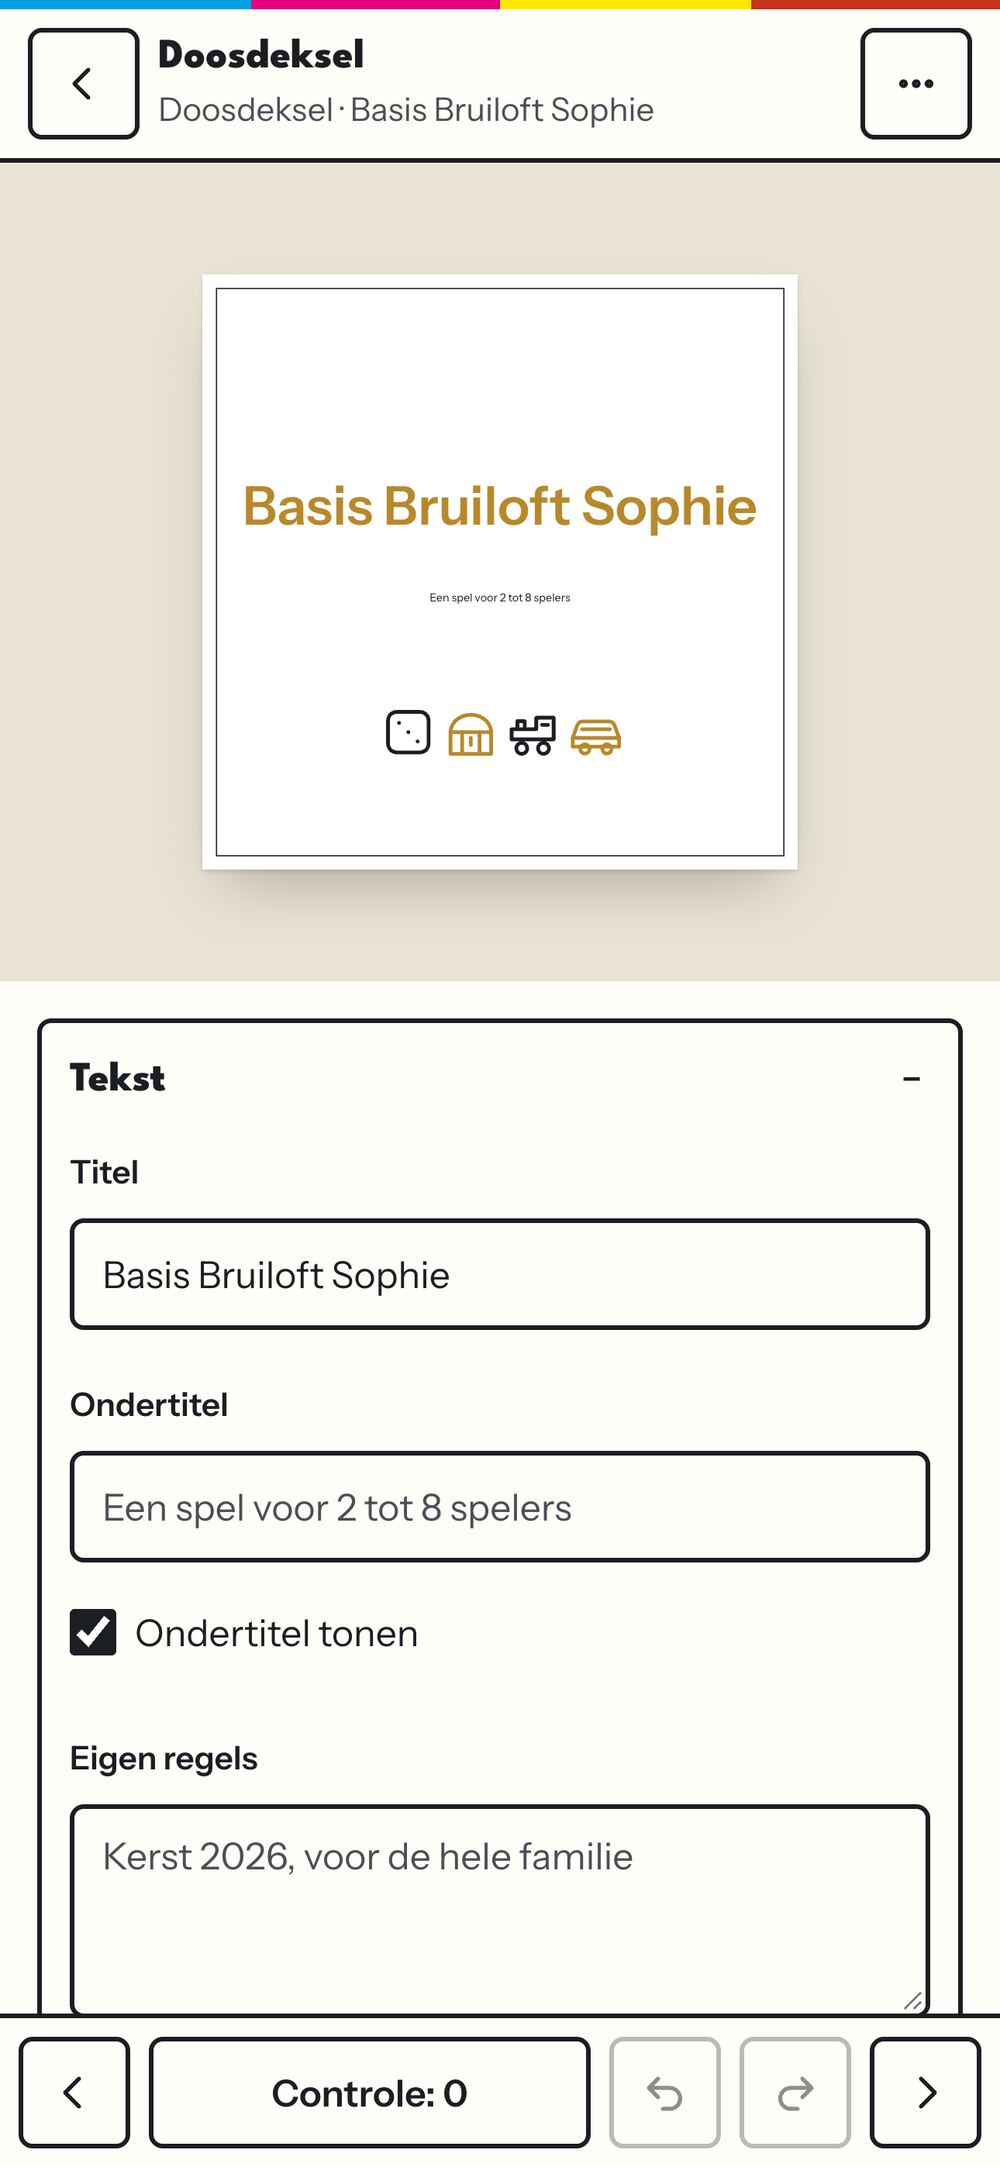 Doosdeksel
Doosdeksel · Basis Bruiloft Sophie
Basis Bruiloft Sophie
Een spel voor 2 tot 8 spelers
Tekst
Titel
Basis Bruiloft Sophie
Ondertitel
Een spel voor 2 tot 8 spelers
Ondertitel tonen
Eigen regels
Kerst 2026, voor de hele familie
Controle: 0